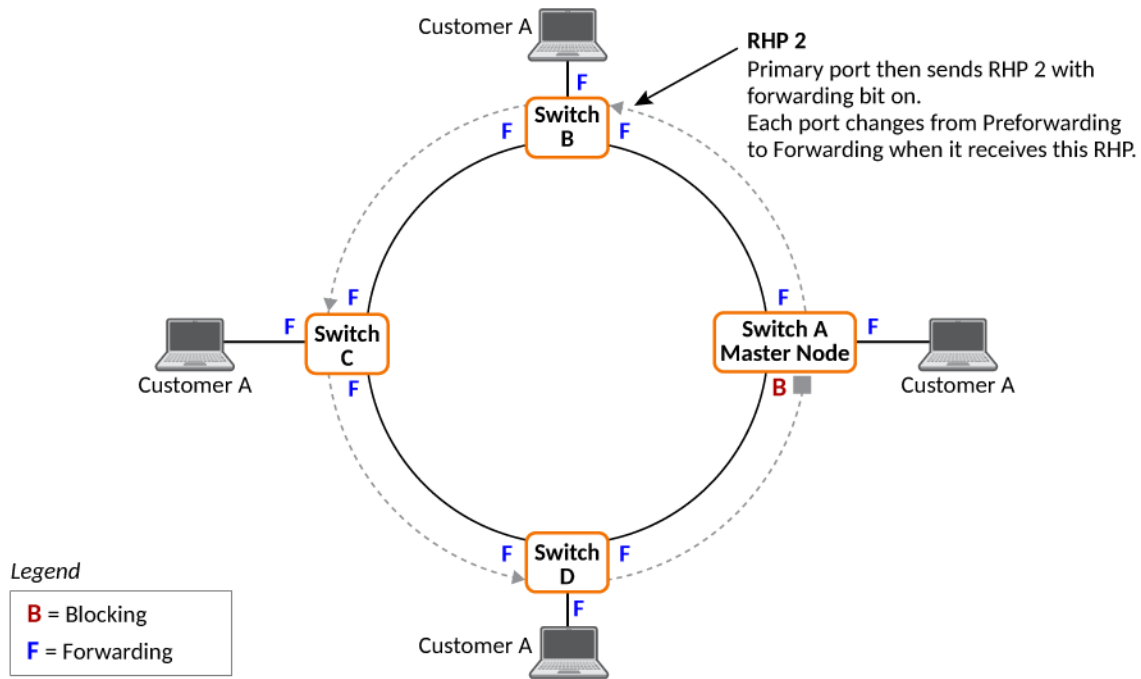 Customer A
F
RHP 2
Primary port then sends RHP 2 with
forwarding bit on.
Each port changes from Preforwarding
to Forwarding when it receives this RHP.
Switch
B
F
F
F
F
Switch
C
F
F
Customer A
F
Switch A
Master Node
F
B
Customer A
F
Switch
D
F
F
Customer A
Legend
B = Blocking
F = Forwarding